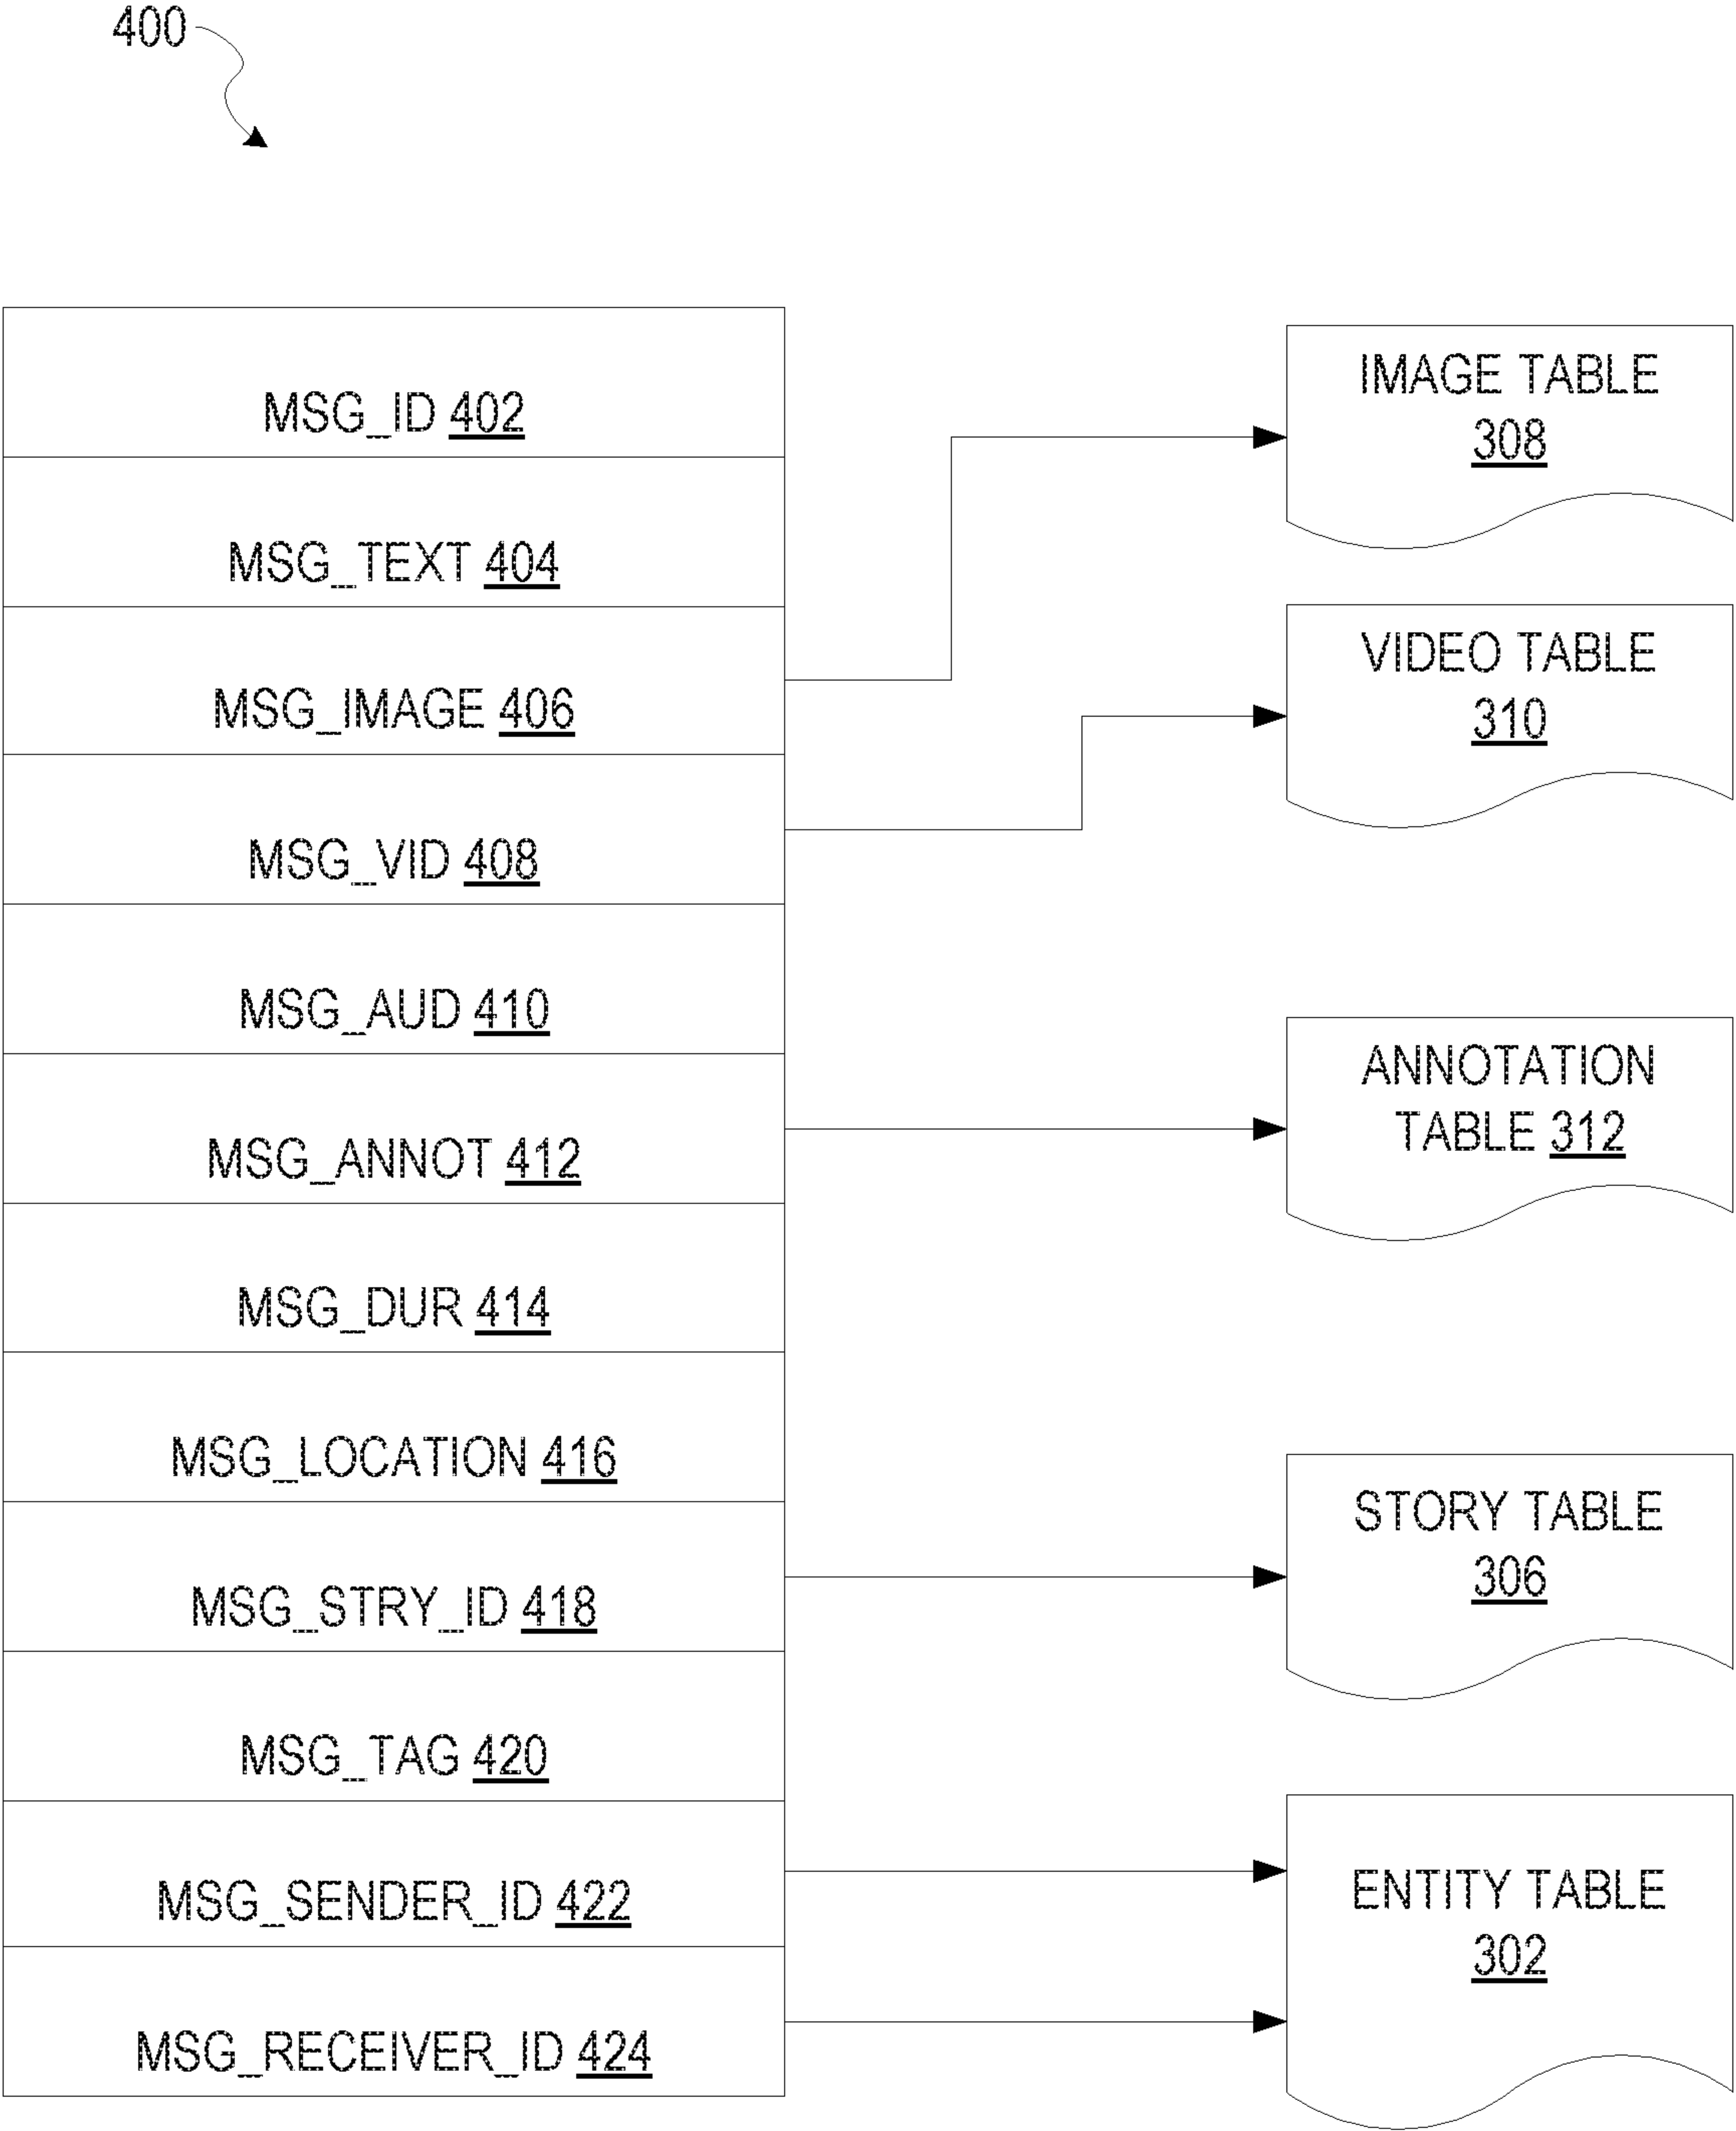 400
MSG_ID 402
MSG_TEXT 404
MSG_IMAGE 406
MSG_VID 408
MSG_AUD 410
MSG_ANNOT 412
MSG_DUR 414
MSG_LOCATION 416
MSG_STRY_ID 418
MSG_TAG 420
MSG_SENDER_ID 422
MSG_RECEIVER_ID 424
IMAGE TABLE
308
VIDEO TABLE
310
ANNOTATION
TABLE 312
STORY TABLE
306
ENTITY TABLE
302